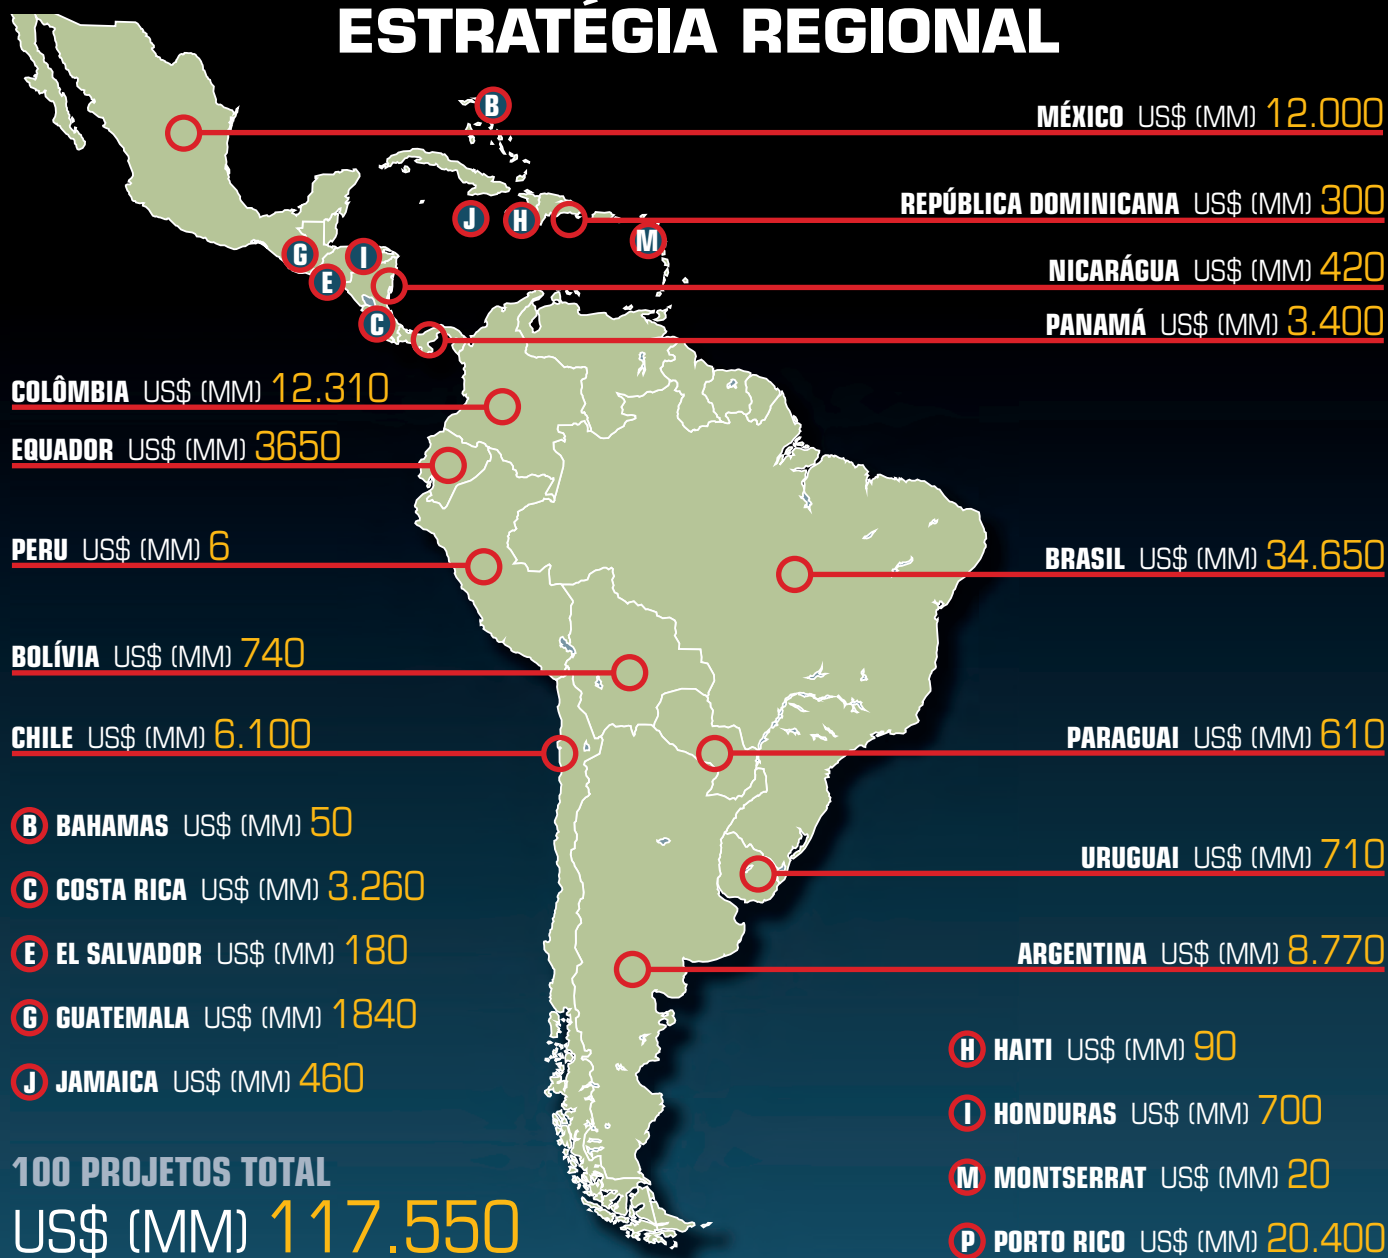 ESTRATÉGIA REGIONAL
B
MÉXICO US$ (MM) 12.000
J
H
REPÚBLICA DOMINICANA US$ (MM) 300
M
G
I
E
NICARÁGUA US$ (MM) 420
C
PANAMÁ US$ (MM) 3.400
COLÔMBIA US$ (MM) 12.310
EQUADOR US$ (MM) 3650
PERU US$ (MM) 6
BRASIL US$ (MM) 34.650
BOLÍVIA US$ (MM) 740
CHILE US$ (MM) 6.100
PARAGUAI US$ (MM) 610
URUGUAI US$ (MM) 710
ARGENTINA US$ (MM) 8.770
B BAHAMAS US$ (MM) 50
C COSTA RICA US$ (MM) 3.260
E EL SALVADOR US$ (MM) 180
G GUATEMALA US$ (MM) 1840
J JAMAICA US$ (MM) 460
H HAITI US$ (MM) 90
I HONDURAS US$ (MM) 700
M MONTSERRAT US$ (MM) 20
P PORTO RICO US$ (MM) 20.400
100 PROJETOS TOTAL
US$ (MM) 117.550